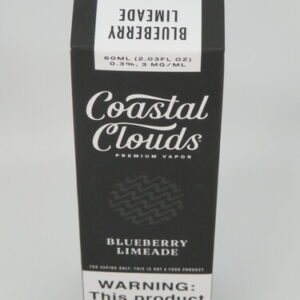 BLUEBERRY
LIMEADE
60ML (2.03FL OZ)
0.3%, 3 MG/ML
Coastal
Clouds
PREMIUM VAPOR
BLUEBERRY
LIMEADE
FOR VAPING ONLY. THIS IS NOT A FOOD PRODUCT.
WARNING:
This product